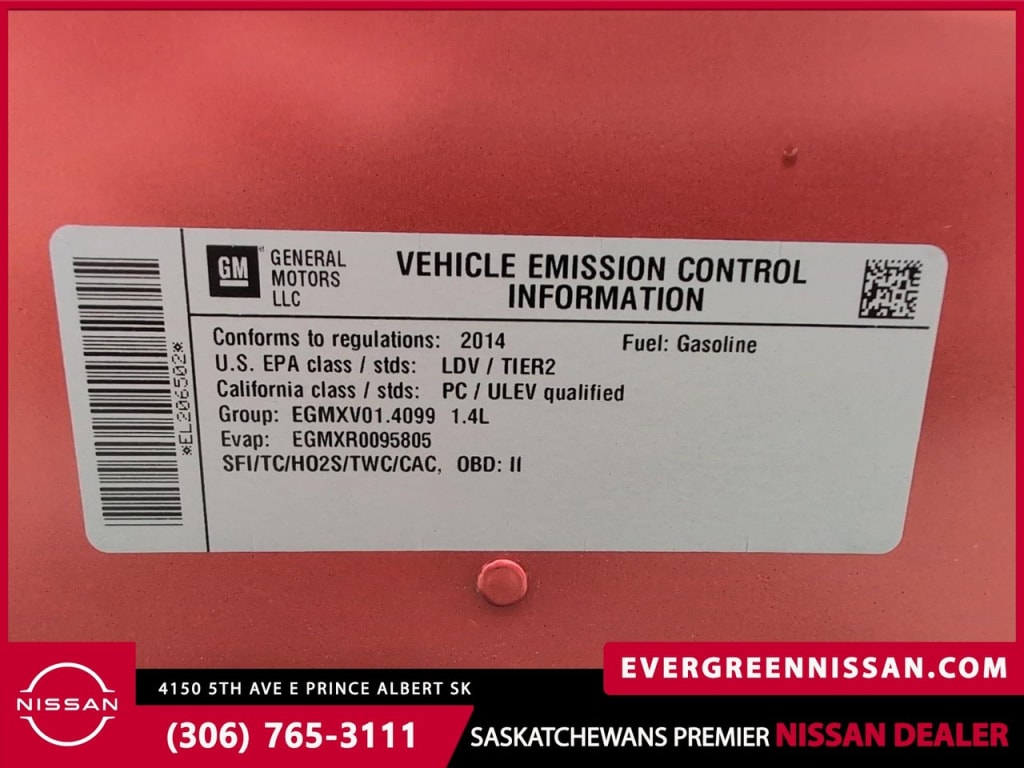 GM
GENERAL
MOTORS
LLC
VEHICLE EMISSION CONTROL
INFORMATION
*EL206502*
Conforms to regulations: 2014 Fuel: Gasoline
U.S. EPA class / stds: LDV / TIER2
California class / stds: PC / ULEV qualified
Group: EGMXV01.4099 1.4L
Evap: EGMXR0095805
SFI/TC/HO2S/TWC/CAC, OBD: II
NISSAN
4150 5TH AVE E PRINCE ALBERT SK
(306) 765-3111
EVERGREENNISSAN.COM
SASKATCHEWANS PREMIER NISSAN DEALER